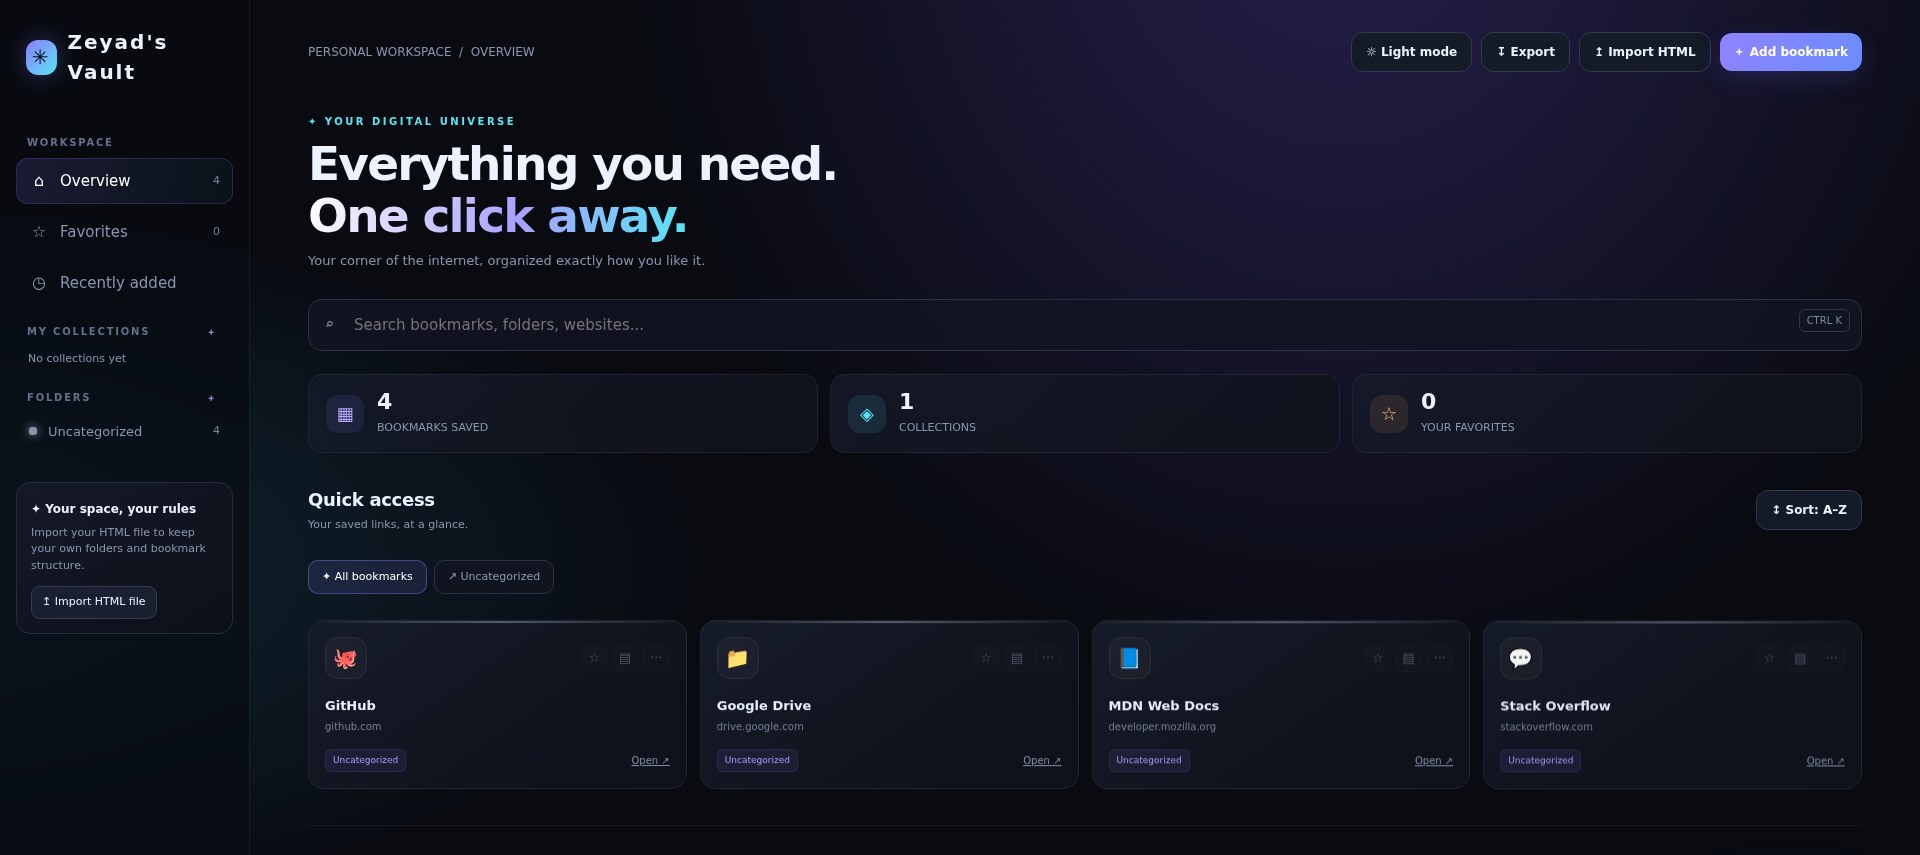 Zeyad's
Vault
WORKSPACE
Overview 4
Favorites 0
Recently added
MY COLLECTIONS +
No collections yet
FOLDERS +
Uncategorized 4
✦ Your space, your rules
Import your HTML file to keep
your own folders and bookmark
structure.
↥ Import HTML file
PERSONAL WORKSPACE / OVERVIEW
☼ Light mode
↧ Export
↥ Import HTML
+ Add bookmark
✦ YOUR DIGITAL UNIVERSE
Everything you need.
One click away.
Your corner of the internet, organized exactly how you like it.
Search bookmarks, folders, websites...
CTRL K
4
BOOKMARKS SAVED
1
COLLECTIONS
0
YOUR FAVORITES
Quick access
Your saved links, at a glance.
↕ Sort: A–Z
✦ All bookmarks
↗ Uncategorized
GitHub
github.com
Uncategorized
Open ↗
Google Drive
drive.google.com
Uncategorized
Open ↗
MDN Web Docs
developer.mozilla.org
Uncategorized
Open ↗
Stack Overflow
stackoverflow.com
Uncategorized
Open ↗